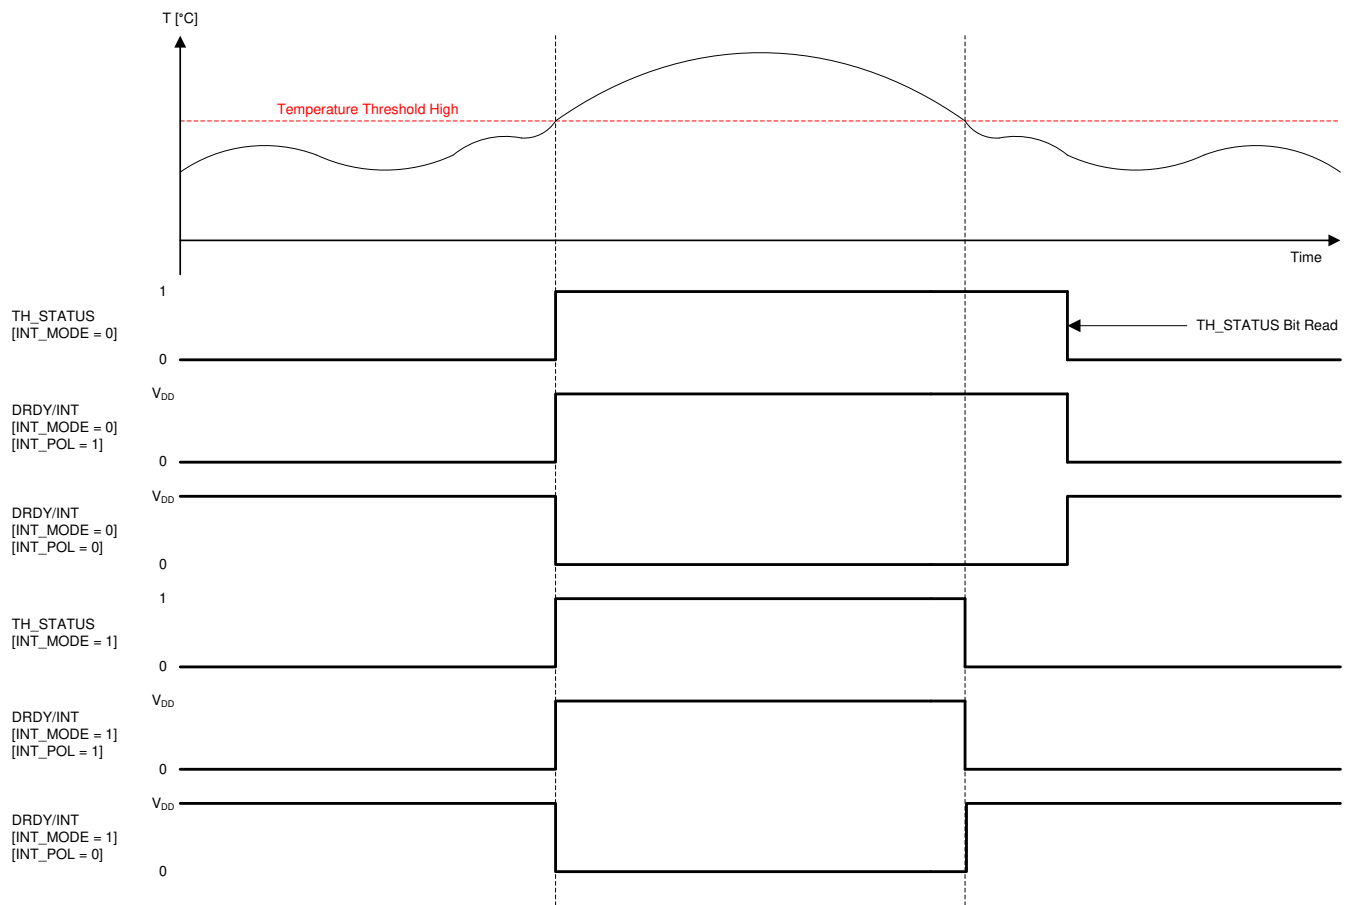 T [°C]
Temperature Threshold High
Time
1
TH_STATUS
[INT_MODE = 0]
TH_STATUS Bit Read
0
VDD
DRDY/INT
[INT_MODE = 0]
[INT_POL = 1]
0
VDD
DRDY/INT
[INT_MODE = 0]
[INT_POL = 0]
0
1
TH_STATUS
[INT_MODE = 1]
0
VDD
DRDY/INT
[INT_MODE = 1]
[INT_POL = 1]
0
VDD
DRDY/INT
[INT_MODE = 1]
[INT_POL = 0]
0